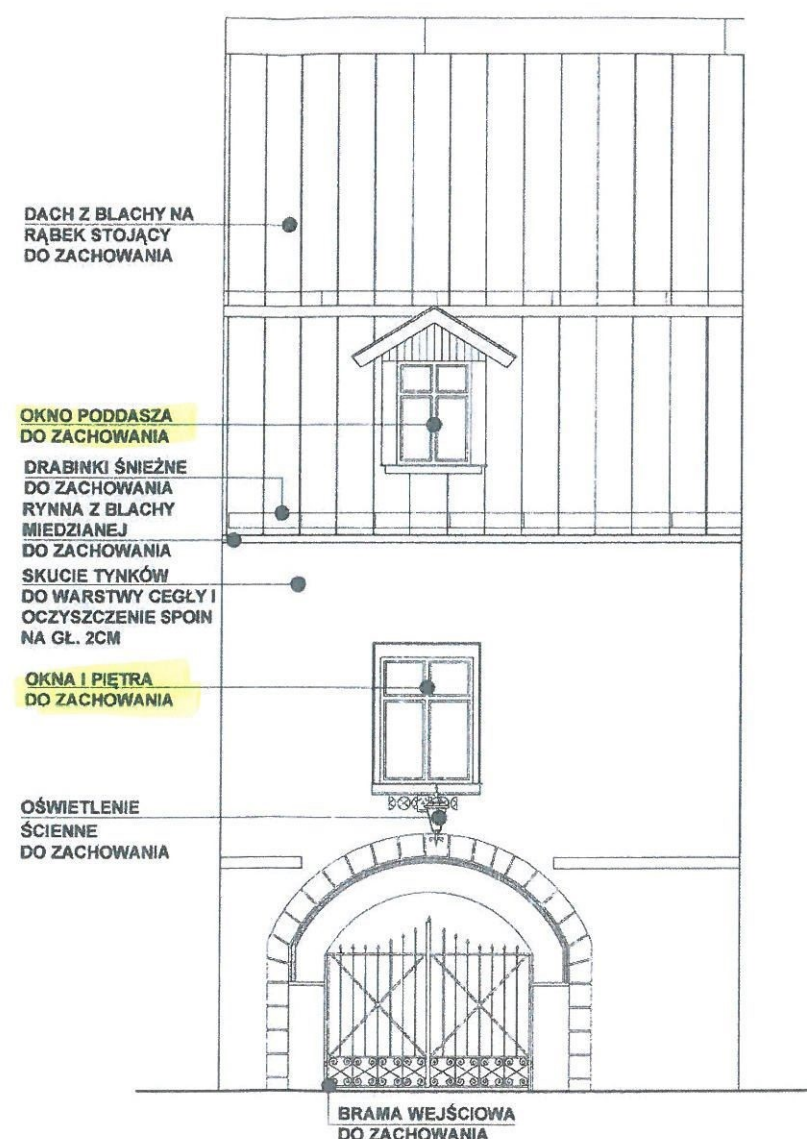 DACH Z BLACHY NA
RĄBEK STOJĄCY
DO ZACHOWANIA
OKNO PODDASZA
DO ZACHOWANIA
DRABINKI ŚNIEŻNE
DO ZACHOWANIA
RYNNA Z BLACHY
MIEDZIANEJ
DO ZACHOWANIA
SKUCIE TYNKÓW
DO WARSTWY CEGŁY I
OCZYSZCZENIE SPOIN
NA GŁ. 2CM
OKNA I PIĘTRA
DO ZACHOWANIA
OŚWIETLENIE
ŚCIENNE
DO ZACHOWANIA
BRAMA WEJŚCIOWA
DO ZACHOWANIA